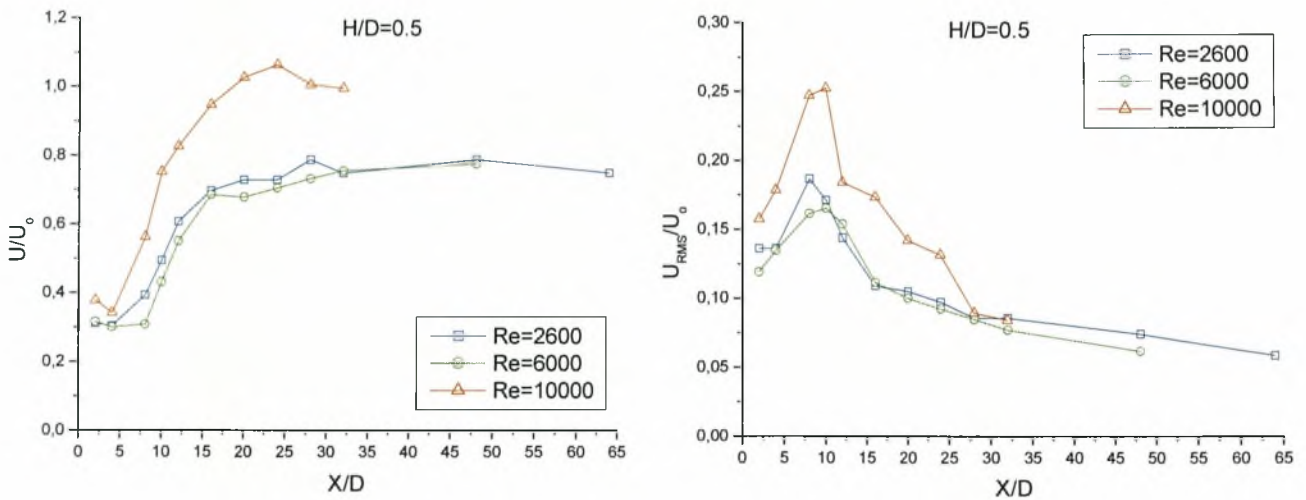 H/D=0.5
1,2
1,0
0,8
0,6
0,4
0,2
0,0
U/U₀
0 5 10 15 20 25 30 35 40 45 50 55 60 65
X/D
Re=2600
Re=6000
Re=10000
H/D=0.5
0,30
0,25
0,20
0,15
0,10
0,05
0,00
U_RMS/U₀
0 5 10 15 20 25 30 35 40 45 50 55 60 65
X/D
Re=2600
Re=6000
Re=10000